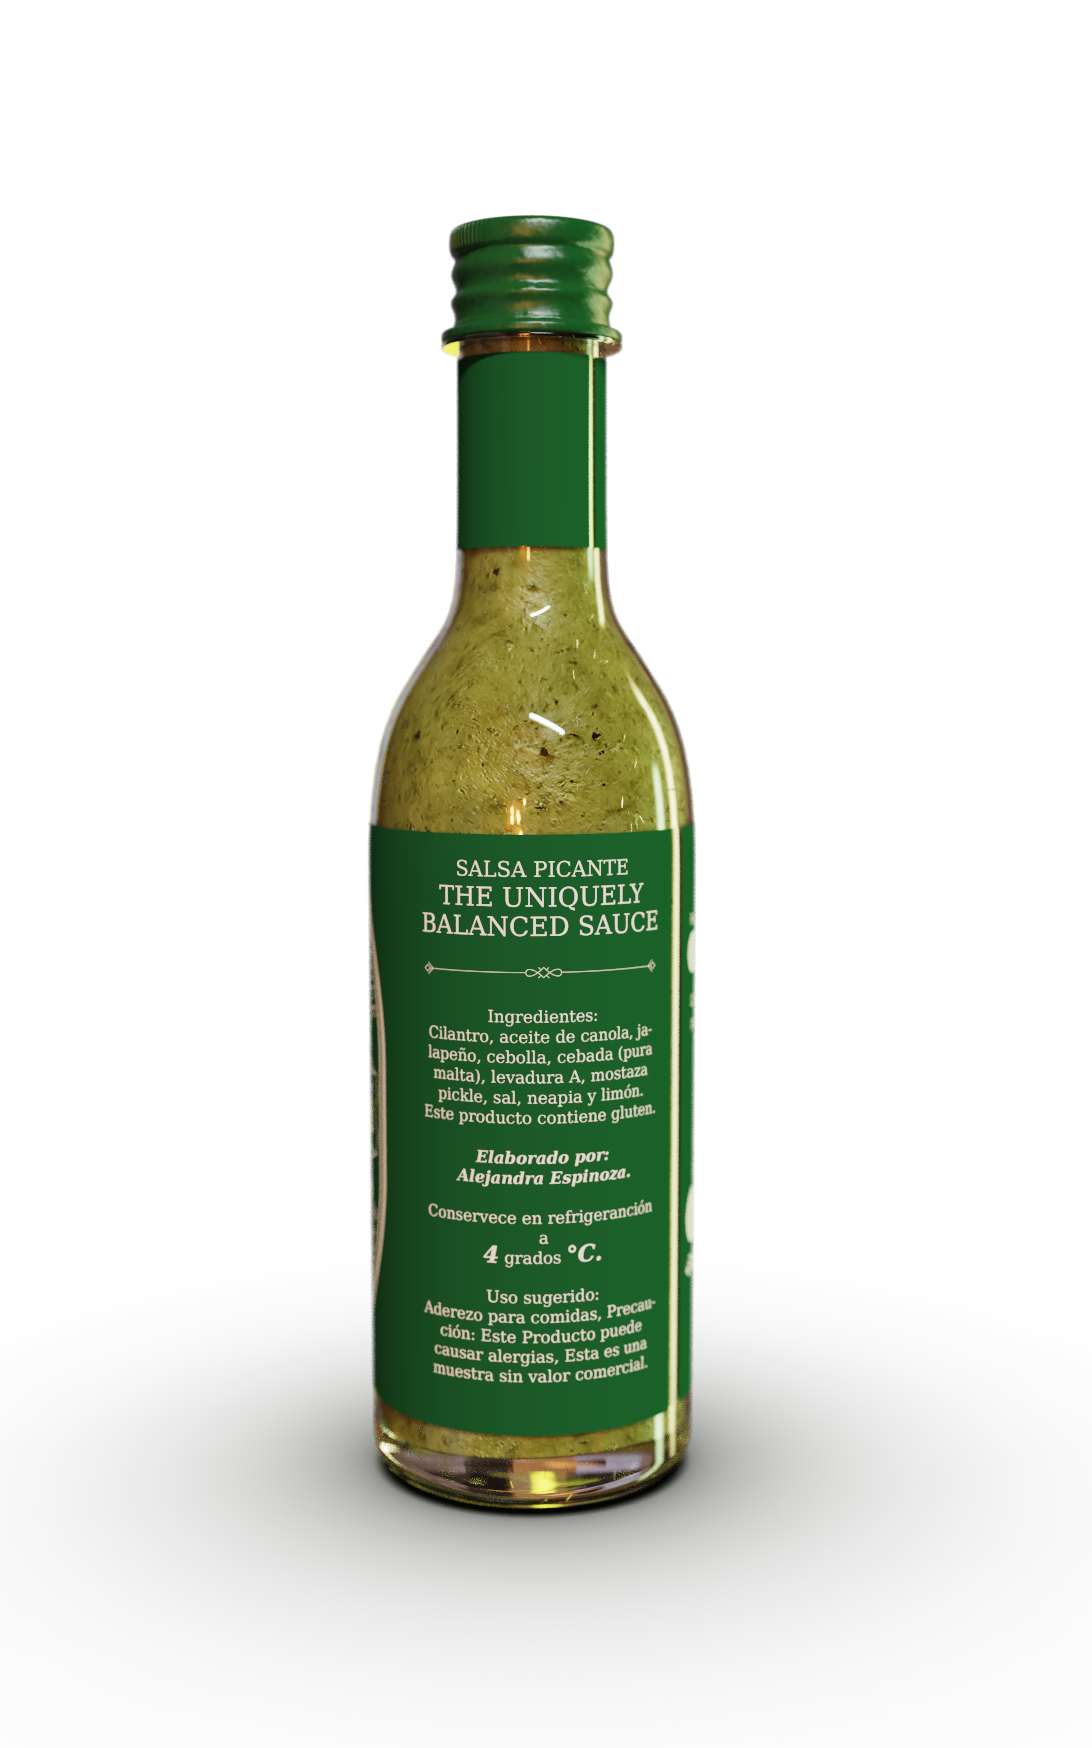 SALSA PICANTE
THE UNIQUELY
BALANCED SAUCE
Ingredientes:
Cilantro, aceite de canola, ja-
lapeño, cebolla, cebada (pura
malta), levadura A, mostaza
pickle, sal, neapia y limón.
Este producto contiene gluten.
Elaborado por:
Alejandra Espinoza.
Conservece en refrigeranción
a
4 grados °C.
Uso sugerido:
Aderezo para comidas, Precau-
ción: Este Producto puede
causar alergias, Esta es una
muestra sin valor comercial.